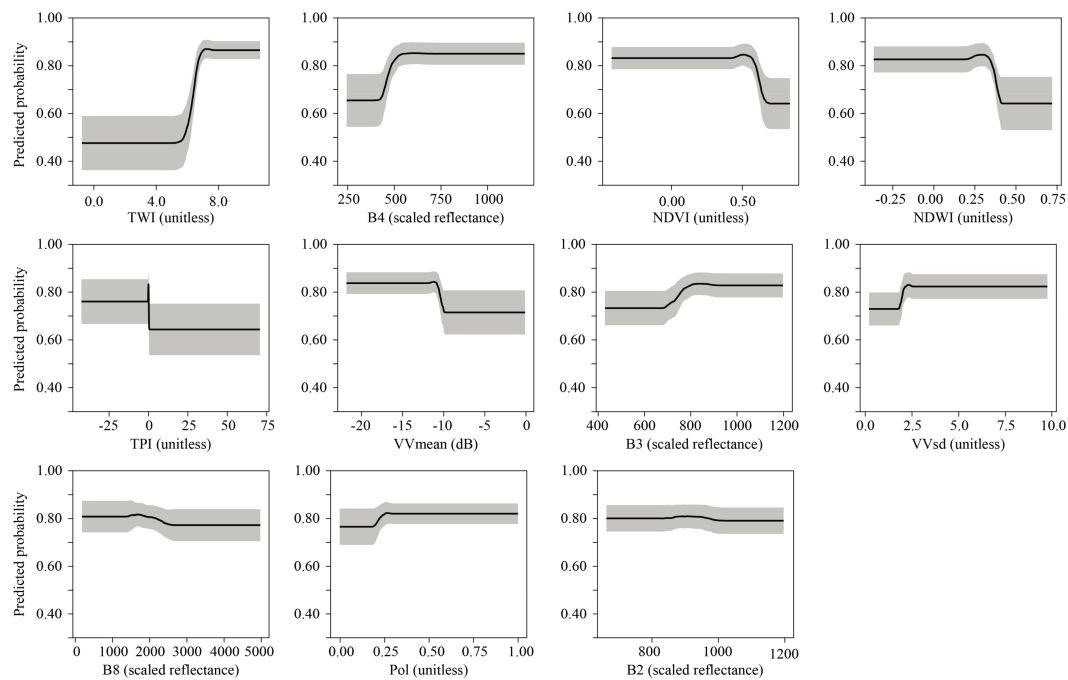 Predicted probability
1.00
0.80
0.60
0.40
0.0 4.0 8.0
TWI (unitless)
1.00
0.80
0.60
0.40
250 500 750 1000
B4 (scaled reflectance)
1.00
0.80
0.60
0.40
0.00 0.50
NDVI (unitless)
1.00
0.80
0.60
0.40
-0.25 0.00 0.25 0.50 0.75
NDWI (unitless)
Predicted probability
1.00
0.80
0.60
0.40
-25 0 25 50 75
TPI (unitless)
1.00
0.80
0.60
0.40
-20 -15 -10 -5 0
VVmean (dB)
1.00
0.80
0.60
0.40
400 600 800 1000 1200
B3 (scaled reflectance)
1.00
0.80
0.60
0.40
0.0 2.5 5.0 7.5 10.0
VVsd (unitless)
Predicted probability
1.00
0.80
0.60
0.40
0 1000 2000 3000 4000 5000
B8 (scaled reflectance)
1.00
0.80
0.60
0.40
0.00 0.25 0.50 0.75 1.00
Pol (unitless)
1.00
0.80
0.60
0.40
800 1000 1200
B2 (scaled reflectance)